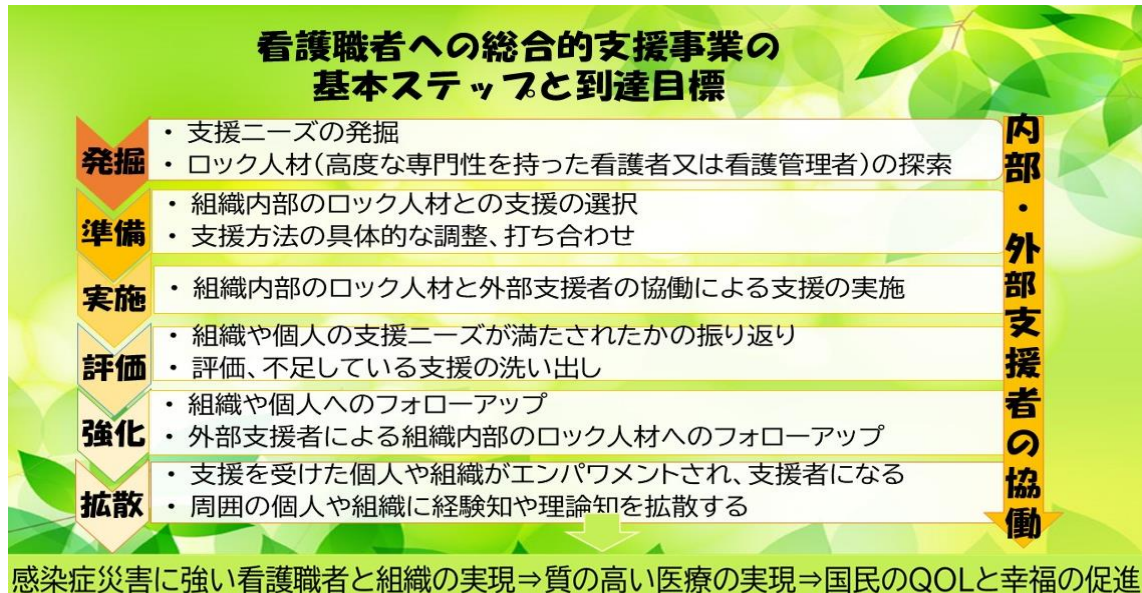 看護職者への総合的支援事業の
基本ステップと到達目標
発掘
・ 支援ニーズの発掘
・ ロック人材(高度な専門性を持った看護者又は看護管理者)の探索
準備
・ 組織内部のロック人材との支援の選択
・ 支援方法の具体的な調整、打ち合わせ
実施
・ 組織内部のロック人材と外部支援者の協働による支援の実施
評価
・ 組織や個人の支援ニーズが満たされたかの振り返り
・ 評価、不足している支援の洗い出し
強化
・ 組織や個人へのフォローアップ
・ 外部支援者による組織内部のロック人材へのフォローアップ
拡散
・ 支援を受けた個人や組織がエンパワメントされ、支援者になる
・ 周囲の個人や組織に経験知や理論知を拡散する
内部・外部支援者の協働
感染症災害に強い看護職者と組織の実現⇒質の高い医療の実現⇒国民のQOLと幸福の促進